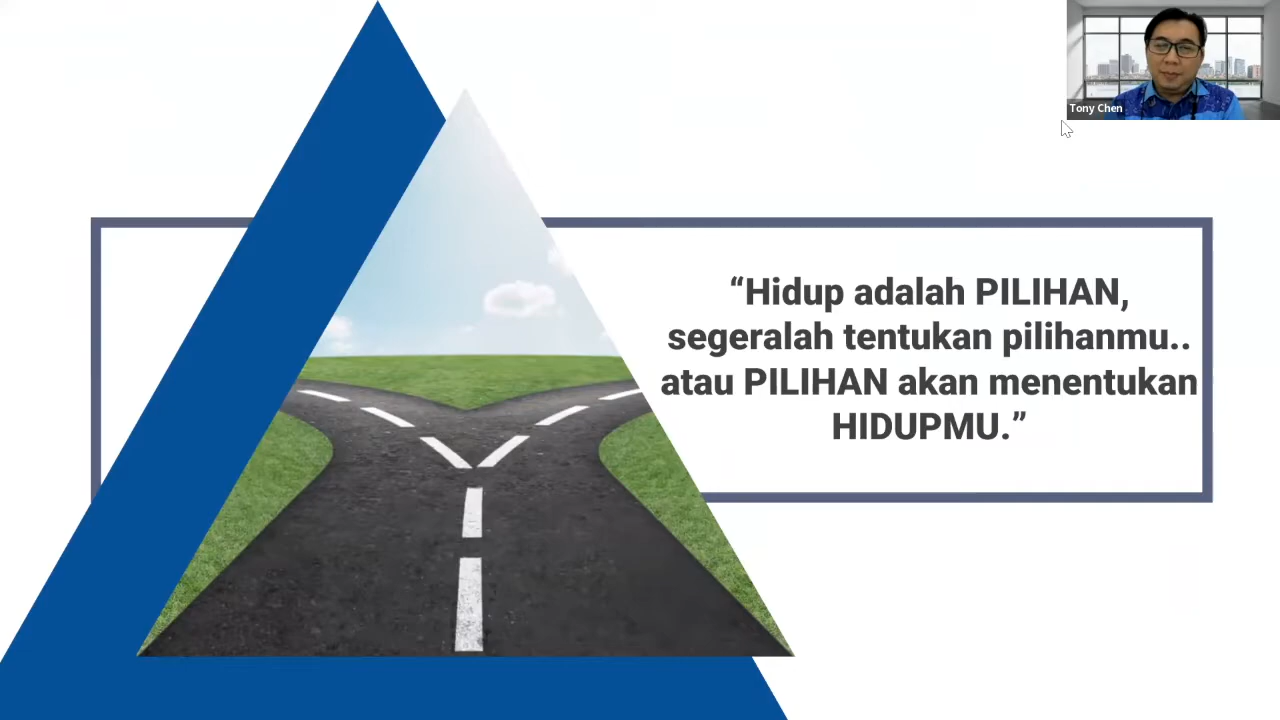 Tony Chen
“Hidup adalah PILIHAN,
segeralah tentukan pilihanmu..
atau PILIHAN akan menentukan
HIDUPMU.”